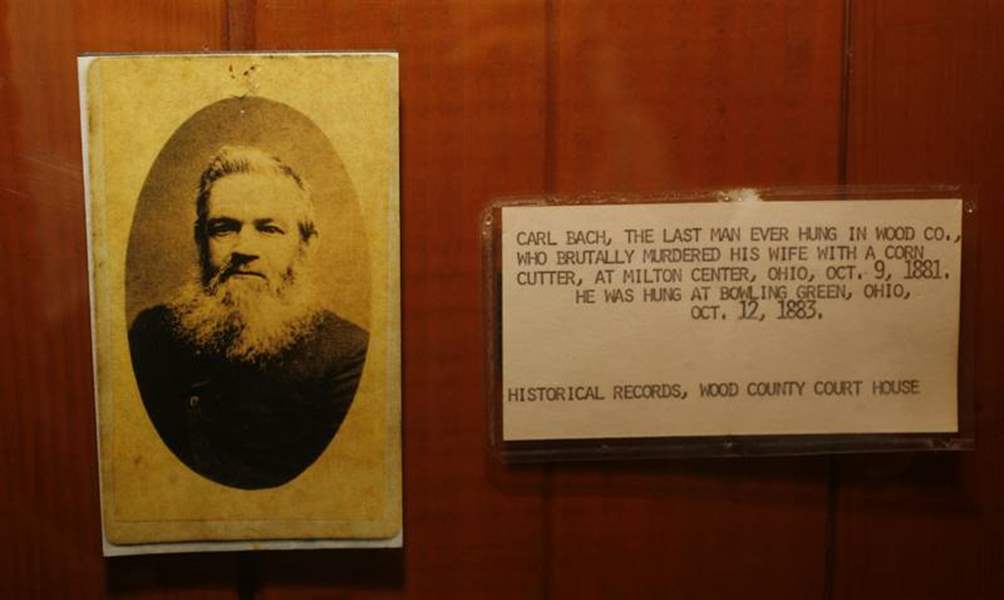 CARL BACH, THE LAST MAN EVER HUNG IN WOOD CO.,
WHO BRUTALLY MURDERED HIS WIFE WITH A CORN
CUTTER, AT MILTON CENTER, OHIO, OCT. 9, 1881.
HE WAS HUNG AT BOWLING GREEN, OHIO,
OCT. 12, 1883.
HISTORICAL RECORDS, WOOD COUNTY COURT HOUSE